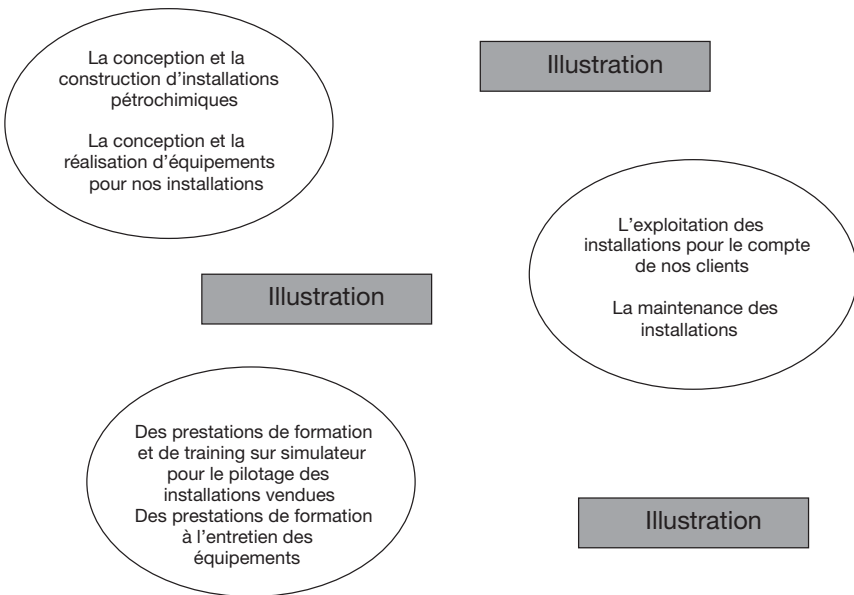 La conception et la
construction d’installations
pétrochimiques
La conception et la
réalisation d’équipements
pour nos installations
Illustration
L’exploitation des
installations pour le compte
de nos clients
La maintenance des
installations
Illustration
Des prestations de formation
et de training sur simulateur
pour le pilotage des
installations vendues
Des prestations de formation
à l’entretien des
équipements
Illustration